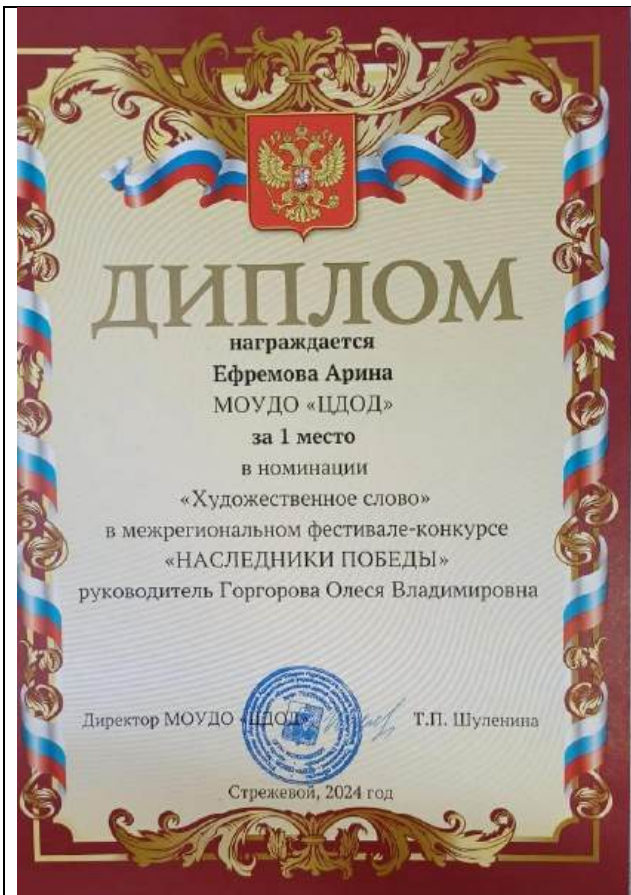 ДИПЛОМ
награждается
Ефремова Арина
МОУДО «ЦДОД»
за 1 место
в номинации
«Художественное слово»
в межрегиональном фестивале-конкурсе
«НАСЛЕДНИКИ ПОБЕДЫ»
руководитель Горгорова Олеся Владимировна
Директор МОУДО «ЦДОД» Т.П. Шуленина
Стрежевой, 2024 год